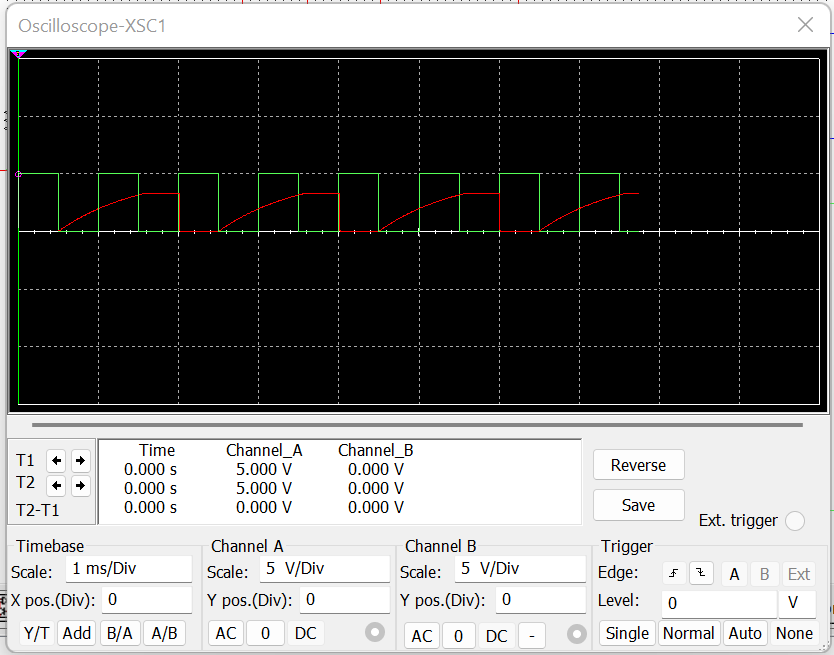 Oscilloscope-XSC1
Time Channel_A Channel_B
T1 0.000 s 5.000 V 0.000 V
T2 0.000 s 5.000 V 0.000 V
T2-T1 0.000 s 0.000 V 0.000 V
Reverse
Save
Ext. trigger
Timebase
Scale: 1 ms/Div
X pos.(Div): 0
Y/T Add B/A A/B
Channel A
Scale: 5 V/Div
Y pos.(Div): 0
AC 0 DC
Channel B
Scale: 5 V/Div
Y pos.(Div): 0
AC 0 DC -
Trigger
Edge: A B Ext
Level: 0 V
Single Normal Auto None